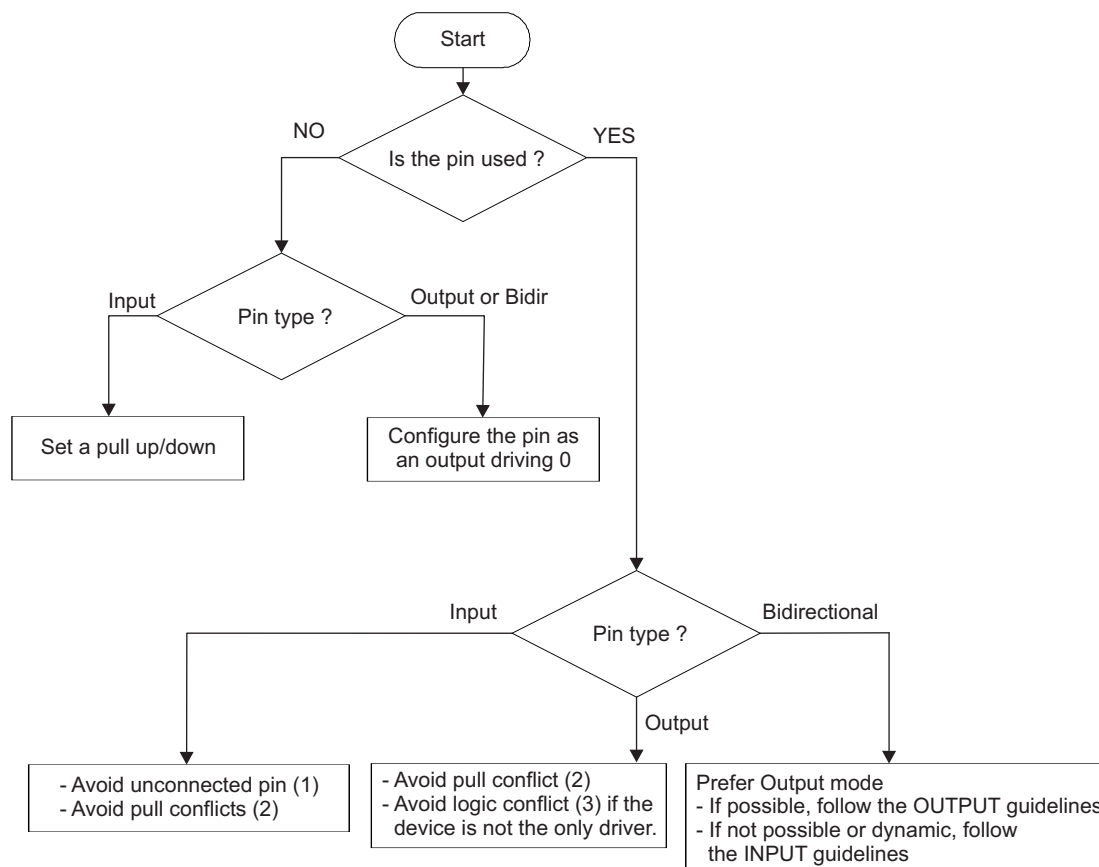 Start
NO
YES
Is the pin used ?
Input
Output or Bidir
Pin type ?
Set a pull up/down
Configure the pin as
an output driving 0
Input
Bidirectional
Pin type ?
Output
- Avoid unconnected pin (1)
- Avoid pull conflicts (2)
- Avoid pull conflict (2)
- Avoid logic conflict (3) if the
device is not the only driver.
Prefer Output mode
- If possible, follow the OUTPUT guidelines
- If not possible or dynamic, follow
the INPUT guidelines